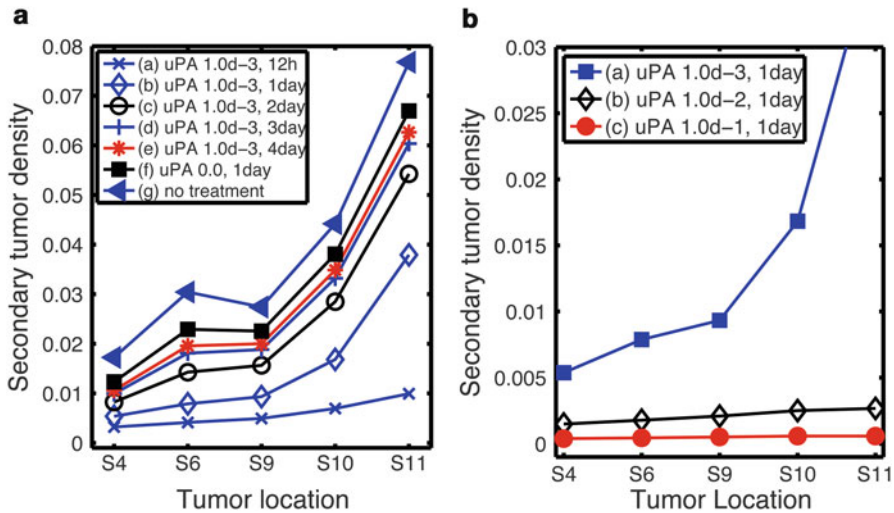 a
0.08
0.07
0.06
0.05
0.04
0.03
0.02
0.01
0
Secondary tumor density
(a) uPA 1.0d−3, 12h
(b) uPA 1.0d−3, 1day
(c) uPA 1.0d−3, 2day
(d) uPA 1.0d−3, 3day
(e) uPA 1.0d−3, 4day
(f) uPA 0.0, 1day
(g) no treatment
S4 S6 S9 S10 S11
Tumor location
b
0.03
0.025
0.02
0.015
0.01
0.005
0
Secondary tumor density
(a) uPA 1.0d−3, 1day
(b) uPA 1.0d−2, 1day
(c) uPA 1.0d−1, 1day
S4 S6 S9 S10 S11
Tumor Location